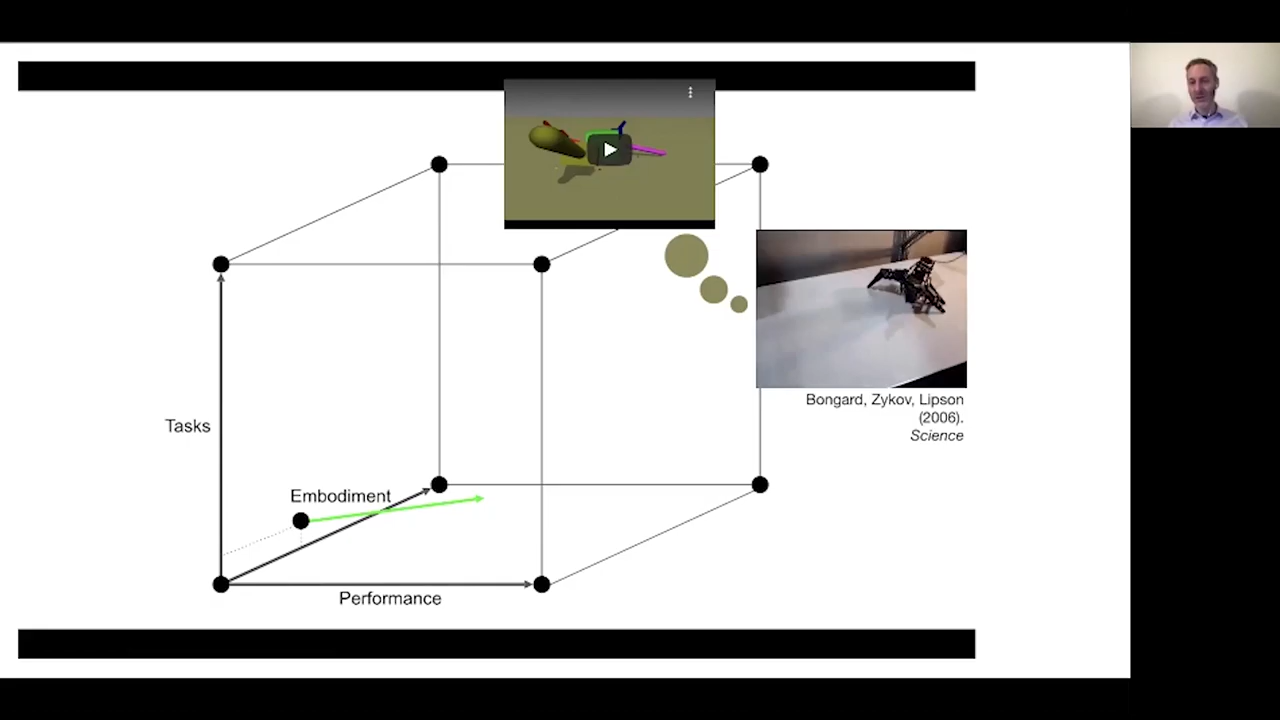 Bongard, Zykov, Lipson
(2006).
Science
Tasks
Embodiment
Performance